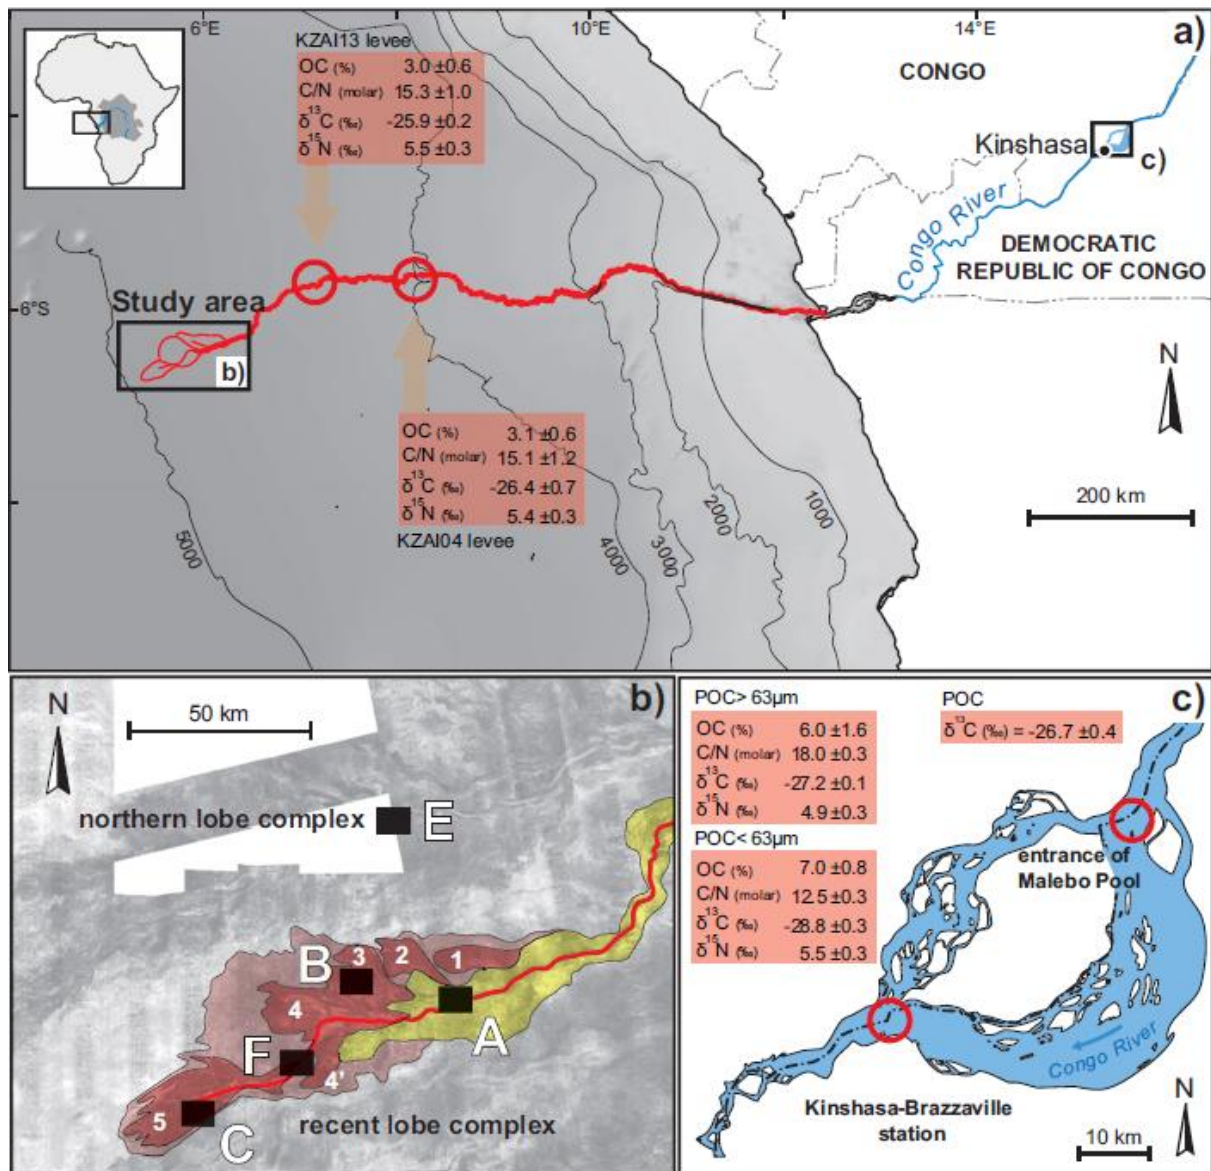 6°E
10°E
14°E
a)
KZAI13 levee
OC (%) 3.0 ±0.6
C/N (molar) 15.3 ±1.0
δ13C (‰) -25.9 ±0.2
δ15N (‰) 5.5 ±0.3
CONGO
Kinshasa
c)
Congo River
DEMOCRATIC
REPUBLIC OF CONGO
6°S
Study area
b)
N
OC (%) 3.1 ±0.6
C/N (molar) 15.1 ±1.2
δ13C (‰) -26.4 ±0.7
δ15N (‰) 5.4 ±0.3
KZAI04 levee
200 km
5000
4000
3000
2000
1000
b)
N
50 km
northern lobe complex
E
B
3
2
1
4
A
F
4'
5
C
recent lobe complex
c)
POC> 63µm
OC (%) 6.0 ±1.6
C/N (molar) 18.0 ±0.3
δ13C (‰) -27.2 ±0.1
δ15N (‰) 4.9 ±0.3
POC< 63µm
OC (%) 7.0 ±0.8
C/N (molar) 12.5 ±0.3
δ13C (‰) -28.8 ±0.3
δ15N (‰) 5.5 ±0.3
POC
δ13C (‰) = -26.7 ±0.4
entrance of
Malebo Pool
Congo River
Kinshasa-Brazzaville
station
N
10 km